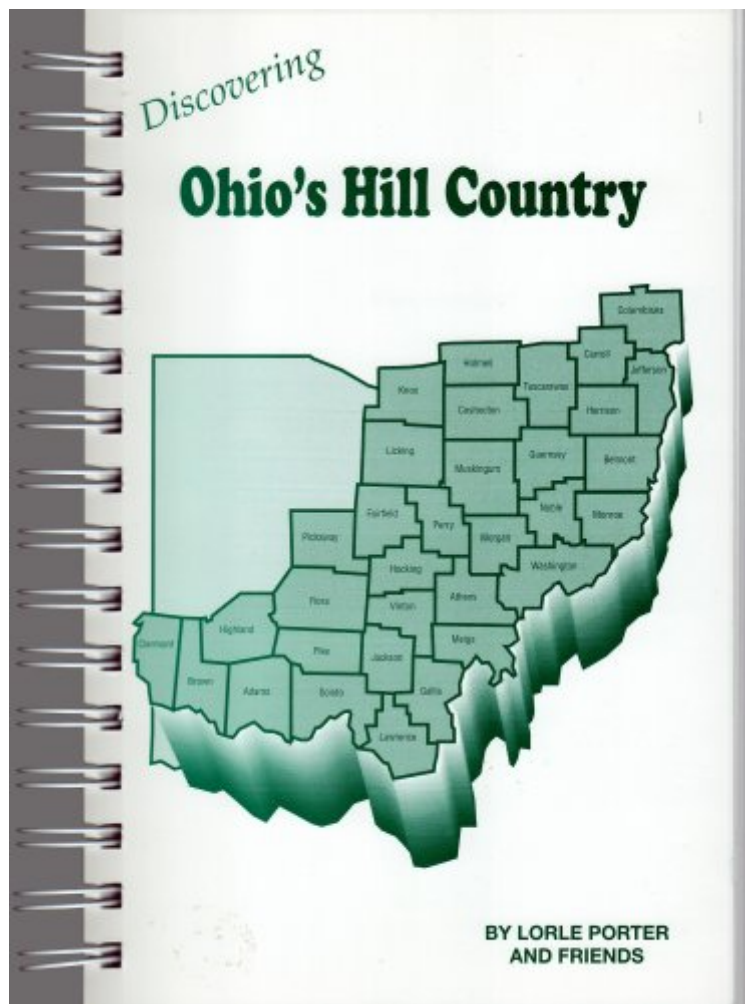 Discovering
Ohio's Hill Country
Columbiana
Carroll
Holmes
Jefferson
Tuscarawas
Knox
Coshocton
Harrison
Licking
Guernsey
Belmont
Muskingum
Fairfield
Noble
Monroe
Perry
Pickaway
Morgan
Washington
Hocking
Ross
Athens
Vinton
Highland
Meigs
Clermont
Pike
Jackson
Brown
Adams
Scioto
Gallia
Lawrence
BY LORLE PORTER
AND FRIENDS